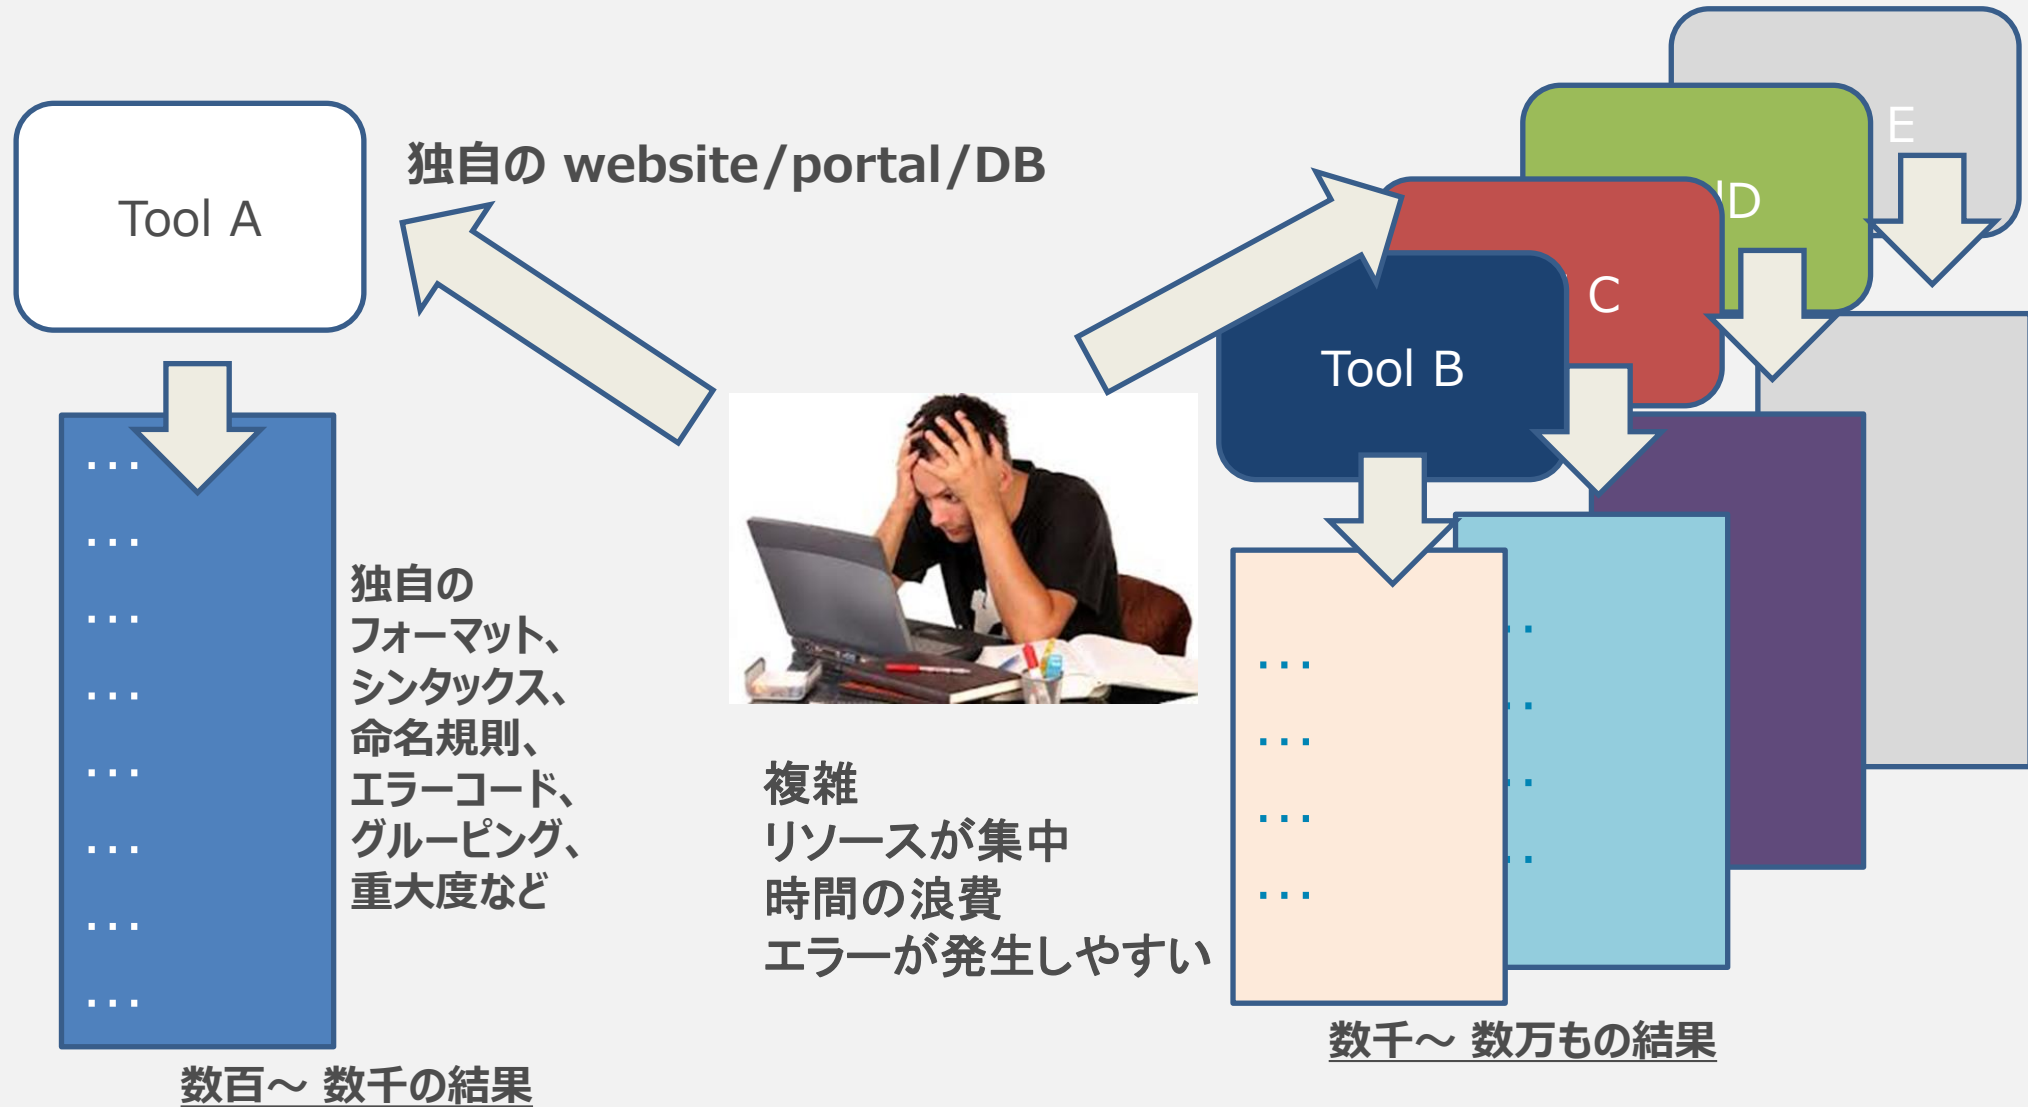 独自の website/portal/DB
Tool A
E
D
C
Tool B
...
...
...
...
...
...
...
...
独自の
フォーマット、
シンタックス、
命名規則、
エラーコード、
グルーピング、
重大度など
複雑
リソースが集中
時間の浪費
エラーが発生しやすい
...
...
...
...
..
..
..
..
数千～ 数万もの結果
数百～ 数千の結果